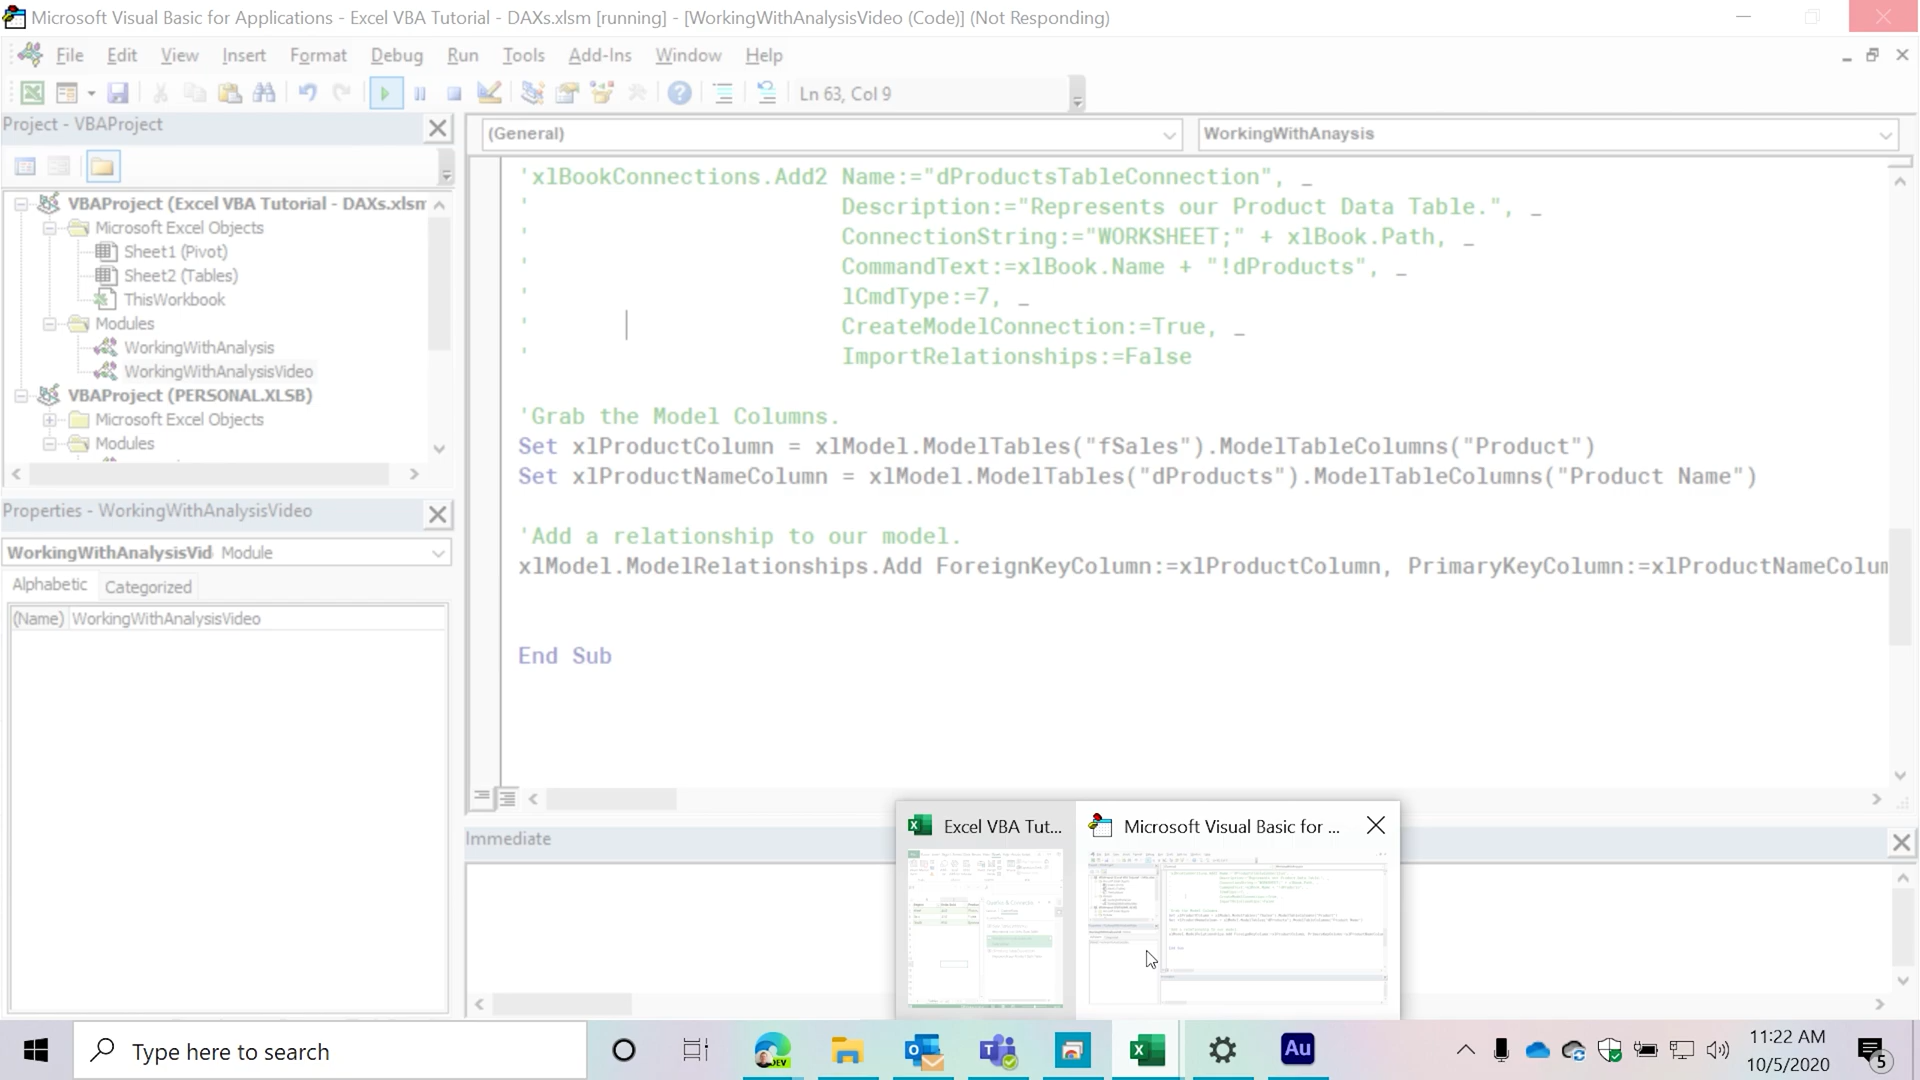 Microsoft Visual Basic for Applications - Excel VBA Tutorial - DAXs.xlsm [running] - [WorkingWithAnalysisVideo (Code)] (Not Responding)
File Edit View Insert Format Debug Run Tools Add-Ins Window Help
Ln 63, Col 9
Project - VBAProject
(General)
WorkingWithAnaysis
VBAProject (Excel VBA Tutorial - DAXs.xlsm
Microsoft Excel Objects
Sheet1 (Pivot)
Sheet2 (Tables)
ThisWorkbook
Modules
WorkingWithAnalysis
WorkingWithAnalysisVideo
VBAProject (PERSONAL.XLSB)
Microsoft Excel Objects
Modules
Properties - WorkingWithAnalysisVideo
WorkingWithAnalysisVid Module
Alphabetic Categorized
(Name) WorkingWithAnalysisVideo
'xlBookConnections.Add2 Name:="dProductsTableConnection", _
' Description:="Represents our Product Data Table.", _
' ConnectionString:="WORKSHEET;" + xlBook.Path, _
' CommandText:=xlBook.Name + "!dProducts", _
' lCmdType:=7, _
' CreateModelConnection:=True, _
' ImportRelationships:=False
'Grab the Model Columns.
Set xlProductColumn = xlModel.ModelTables("fSales").ModelTableColumns("Product")
Set xlProductNameColumn = xlModel.ModelTables("dProducts").ModelTableColumns("Product Name")
'Add a relationship to our model.
xlModel.ModelRelationships.Add ForeignKeyColumn:=xlProductColumn, PrimaryKeyColumn:=xlProductNameColum
End Sub
Immediate
Excel VBA Tut...
Microsoft Visual Basic for ...
Type here to search
DEV
Au
11:22 AM
10/5/2020
5